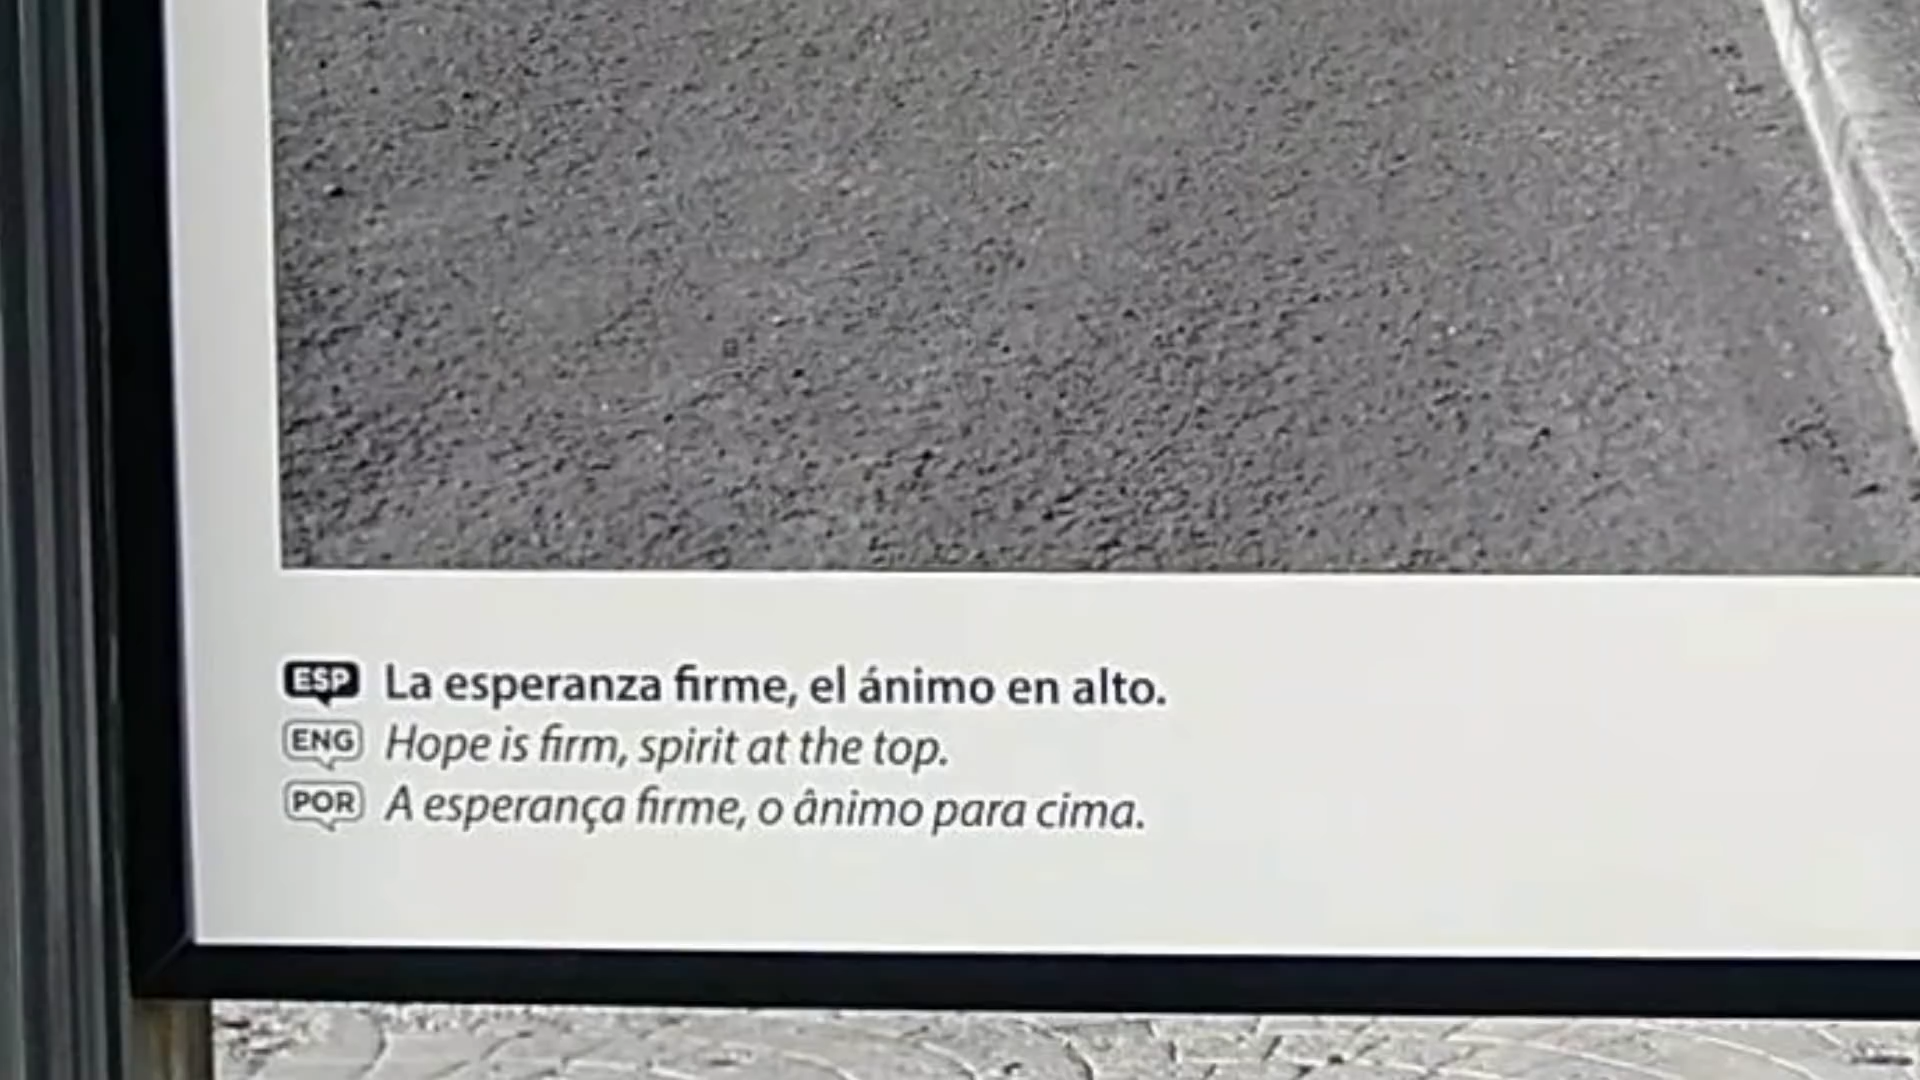 ESP La esperanza firme, el ánimo en alto.
ENG Hope is firm, spirit at the top.
POR A esperança firme, o ânimo para cima.